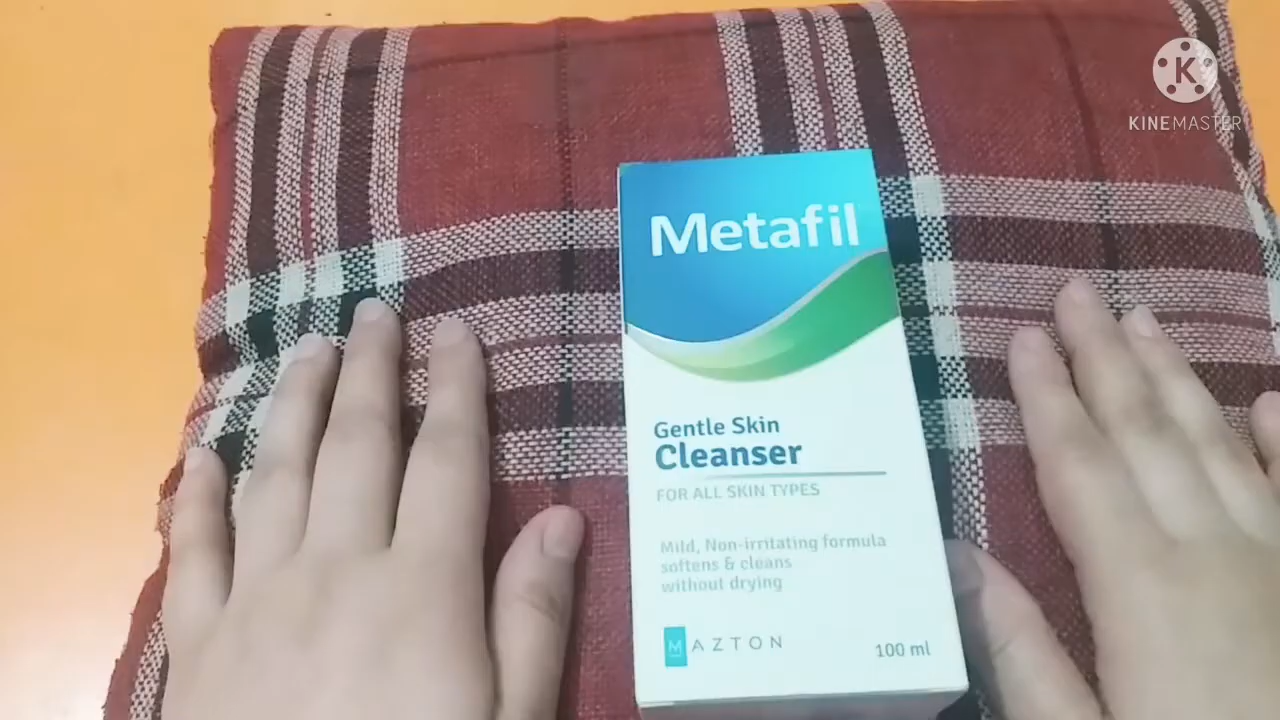 K
KINEMASTER
Metafil
Gentle Skin
Cleanser
FOR ALL SKIN TYPES
Mild, Non-irritating formula
softens & cleans
without drying
MAZTON
100 ml